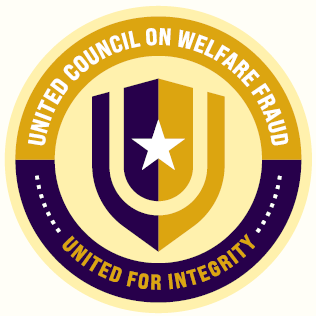 UNITED COUNCIL ON WELFARE FRAUD
UNITED FOR INTEGRITY